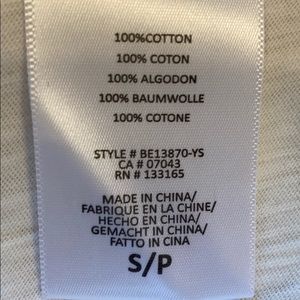 100%COTTON
100% COTON
100% ALGODON
100% BAUMWOLLE
100% COTONE
STYLE # BE13870-YS
CA # 07043
RN # 133165
MADE IN CHINA/
FABRIQUE EN LA CHINE/
HECHO EN CHINA/
GEMACHT IN CHINA/
FATTO IN CINA
S/P